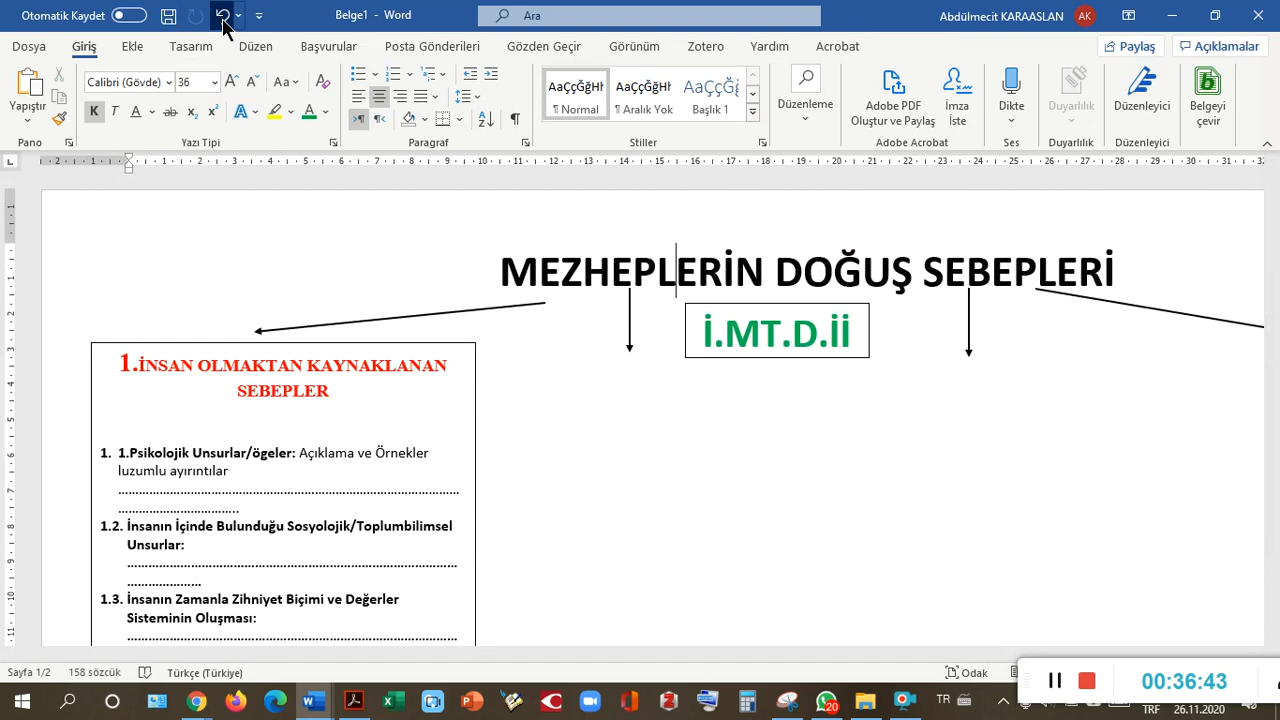 Otomatik Kaydet
Belge1 - Word
Ara
Abdülmecit KARAASLAN
AK
Dosya
Giriş
Ekle
Tasarım
Düzen
Başvurular
Posta Gönderileri
Gözden Geçir
Görünüm
Zotero
Yardım
Acrobat
Paylaş
Açıklamalar
Yapıştır
Calibri (Gövde)
36
Aa
K T A
AaÇçĞğHł
¶ Normal
AaÇçĞğHł
¶ Aralık Yok
AaÇçĞğ
Başlık 1
Düzenleme
Adobe PDF
Oluştur ve Paylaş
İmza
İste
Dikte
Duyarlılık
Düzenleyici
Belgeyi
çevir
Pano
Yazı Tipi
Paragraf
Stiller
Adobe Acrobat
Ses
Duyarlılık
Düzenleyici
MEZHEPLERİN DOĞUŞ SEBEPLERİ
İ.MT.D.İİ
1.İNSAN OLMAKTAN KAYNAKLANAN
SEBEPLER
1. 1.Psikolojik Unsurlar/ögeler: Açıklama ve Örnekler
luzumlu ayırıntılar
1.2. İnsanın İçinde Bulunduğu Sosyolojik/Toplumbilimsel
Unsurlar:
1.3. İnsanın Zamanla Zihniyet Biçimi ve Değerler
Sisteminin Oluşması:
Sayfa 1/2
158 sözcük
Türkçe (Türkiye)
Odak
00:36:43
20
TR
26.11.2020